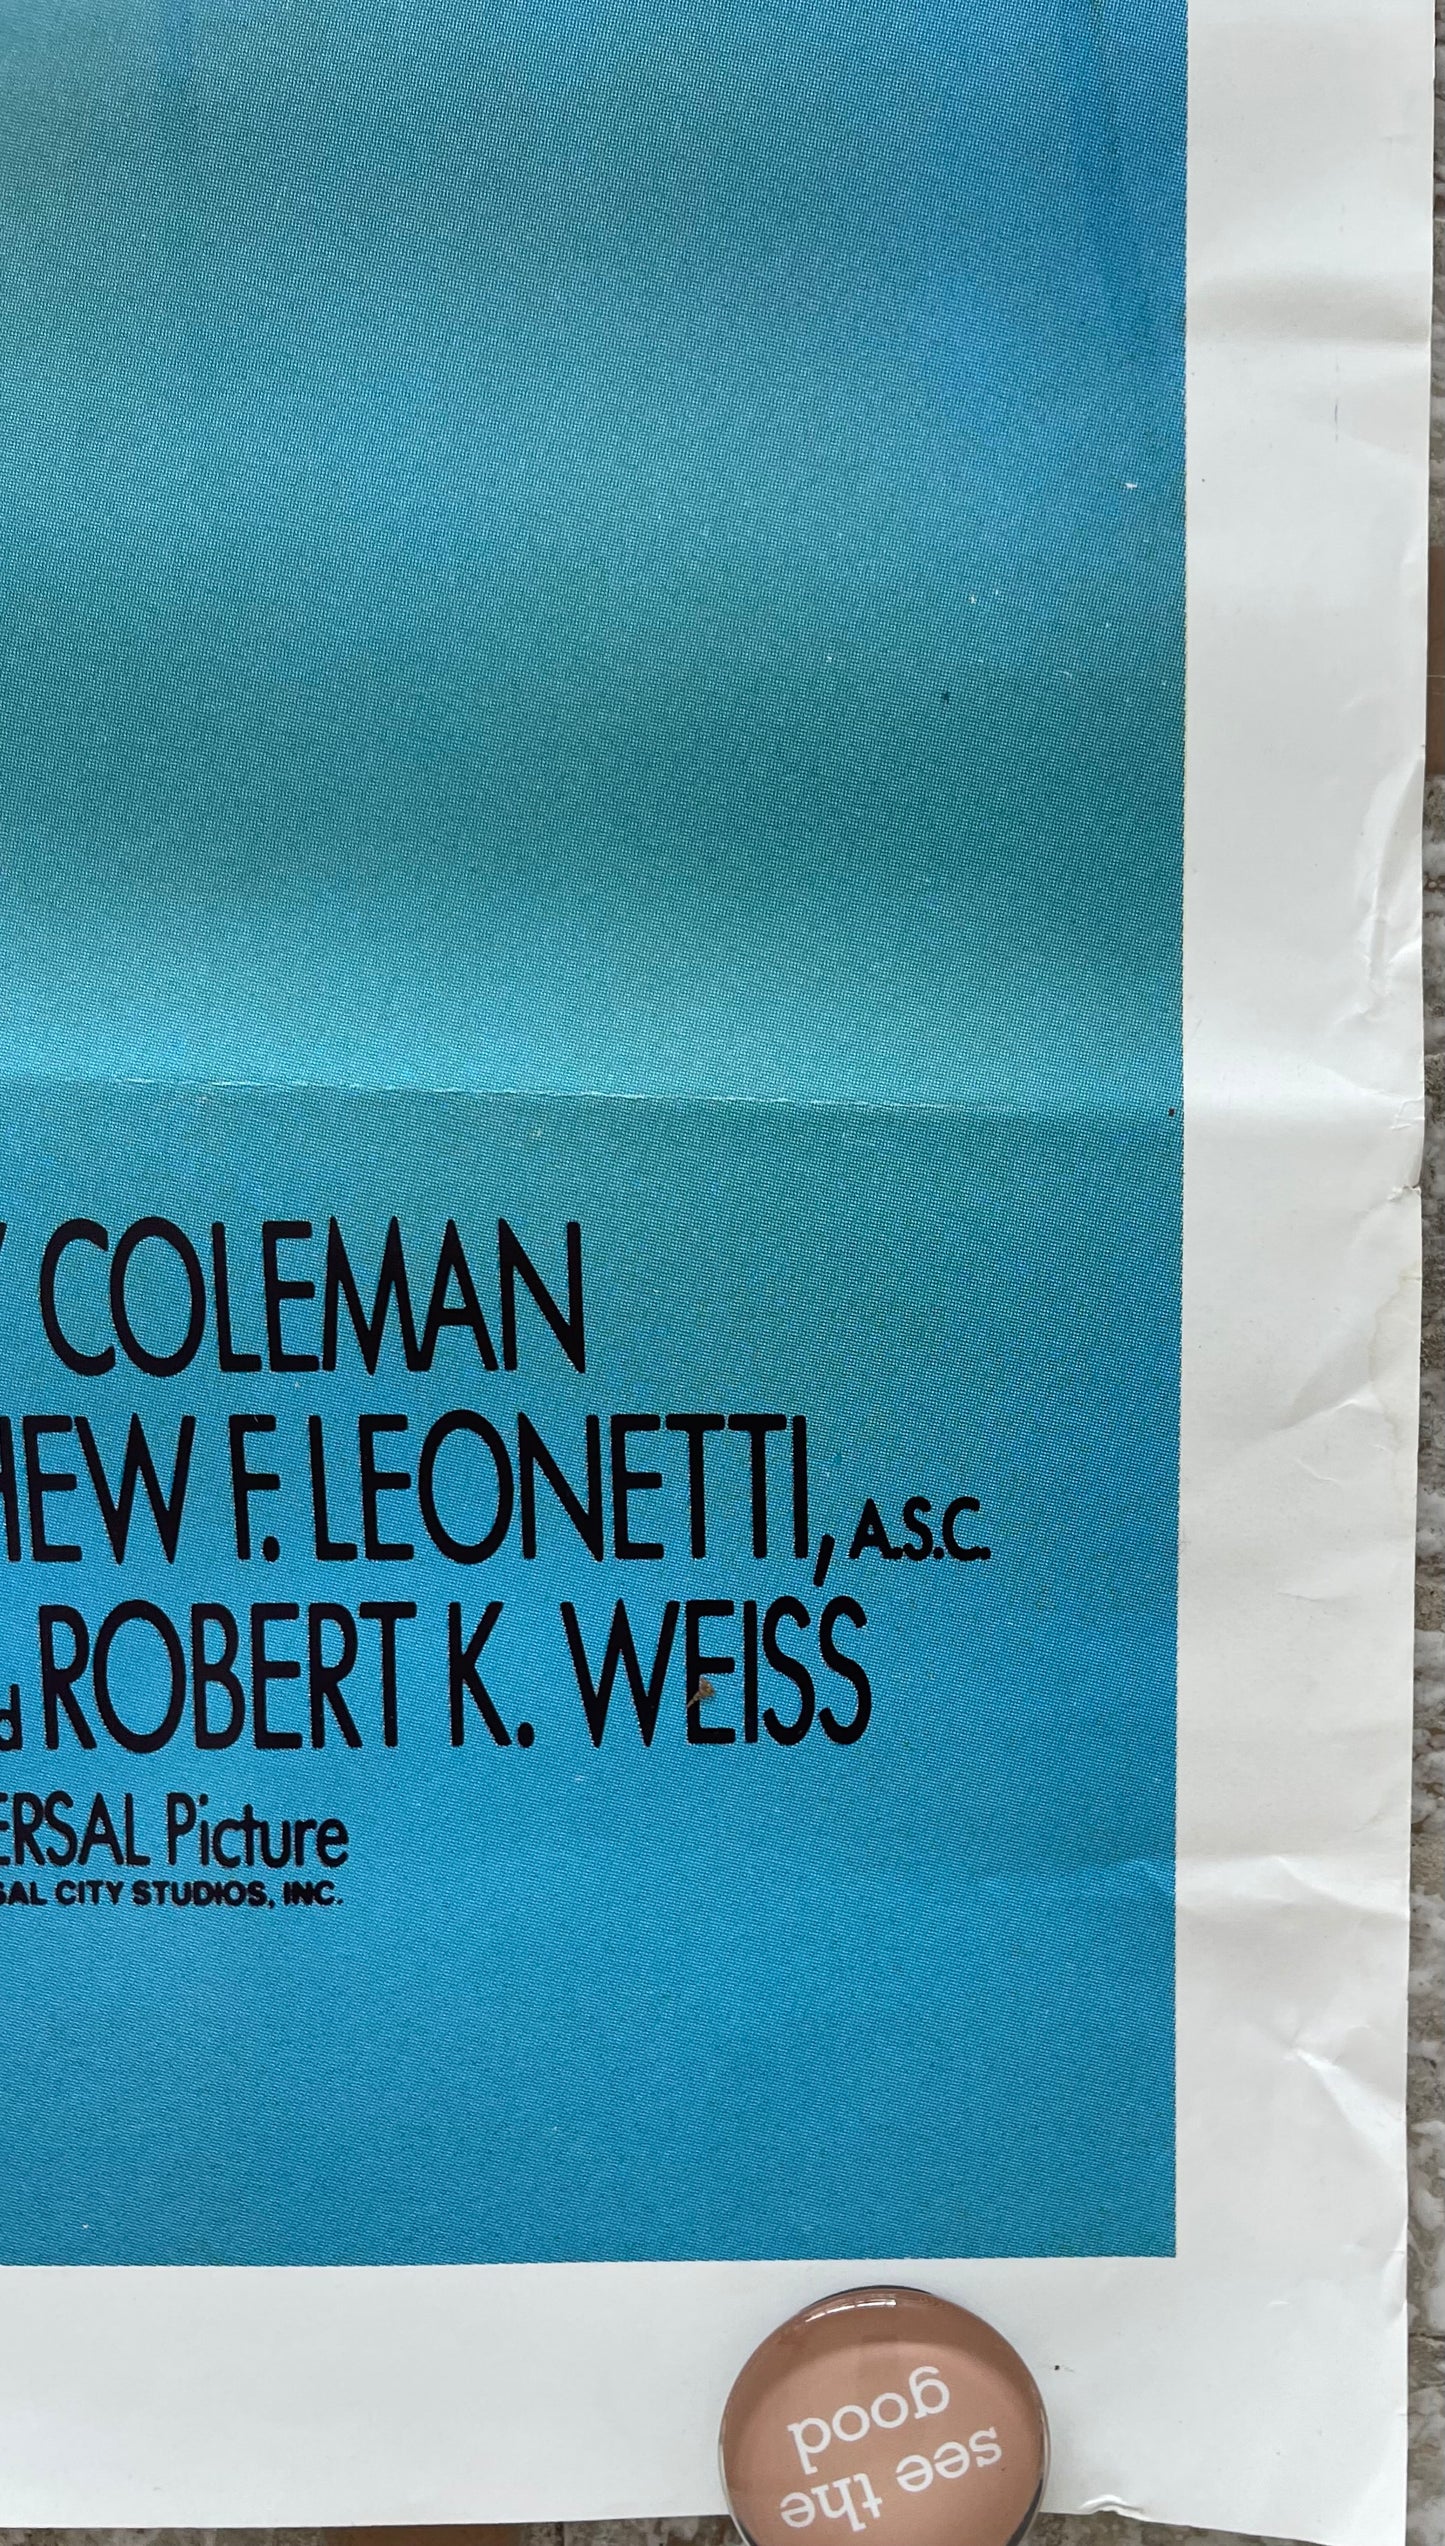 COLEMAN
HEW F. LEONETTI, A.S.C.
d ROBERT K. WEISS
ERSAL Picture
SAL CITY STUDIOS, INC.
see the
good